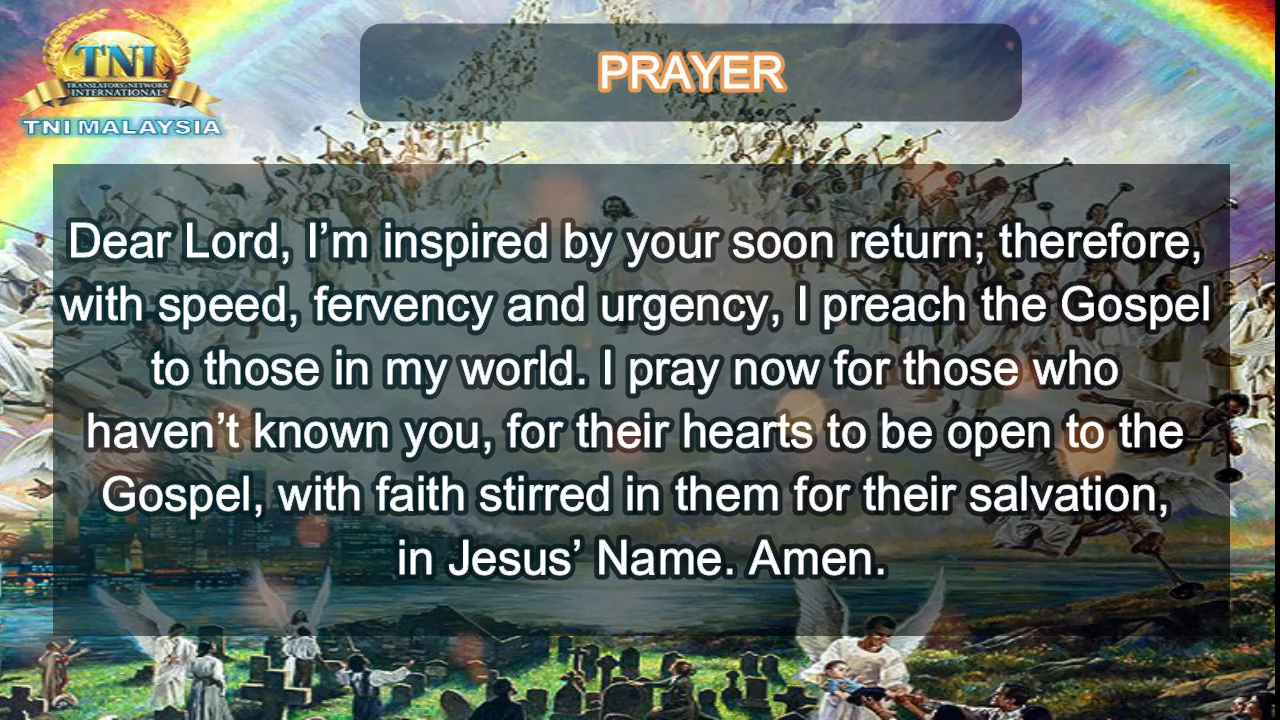 TNI
TRANSLATORS' NETWORK
INTERNATIONAL
TNI MALAYSIA
PRAYER
Dear Lord, I’m inspired by your soon return; therefore,
with speed, fervency and urgency, I preach the Gospel
to those in my world. I pray now for those who
haven’t known you, for their hearts to be open to the
Gospel, with faith stirred in them for their salvation,
in Jesus’ Name. Amen.